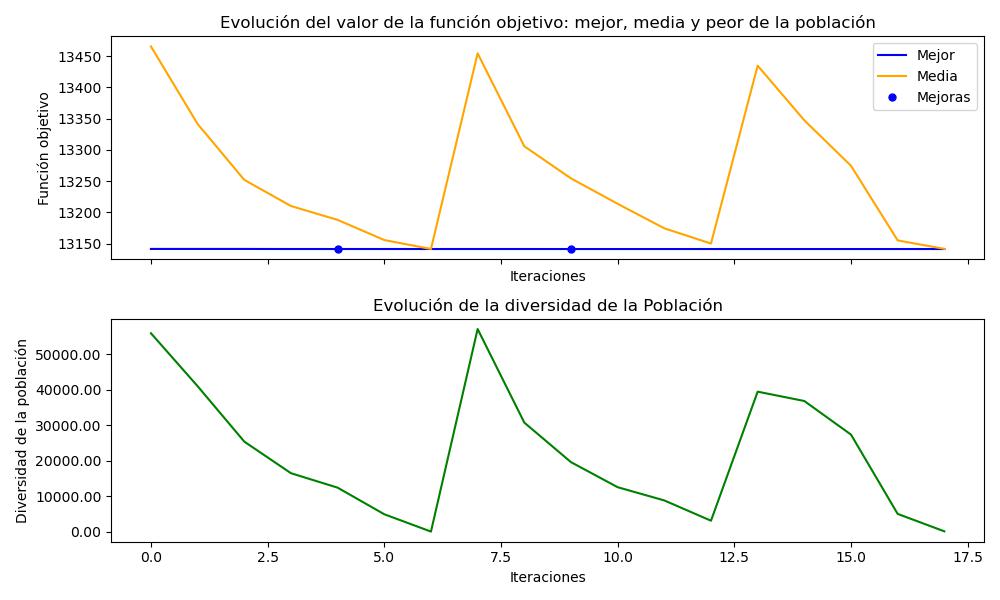 Evolución del valor de la función objetivo: mejor, media y peor de la población
Función objetivo
13450
13400
13350
13300
13250
13200
13150
Mejor
Media
Mejoras
Iteraciones
Evolución de la diversidad de la Población
Diversidad de la población
50000.00
40000.00
30000.00
20000.00
10000.00
0.00
0.0 2.5 5.0 7.5 10.0 12.5 15.0 17.5
Iteraciones